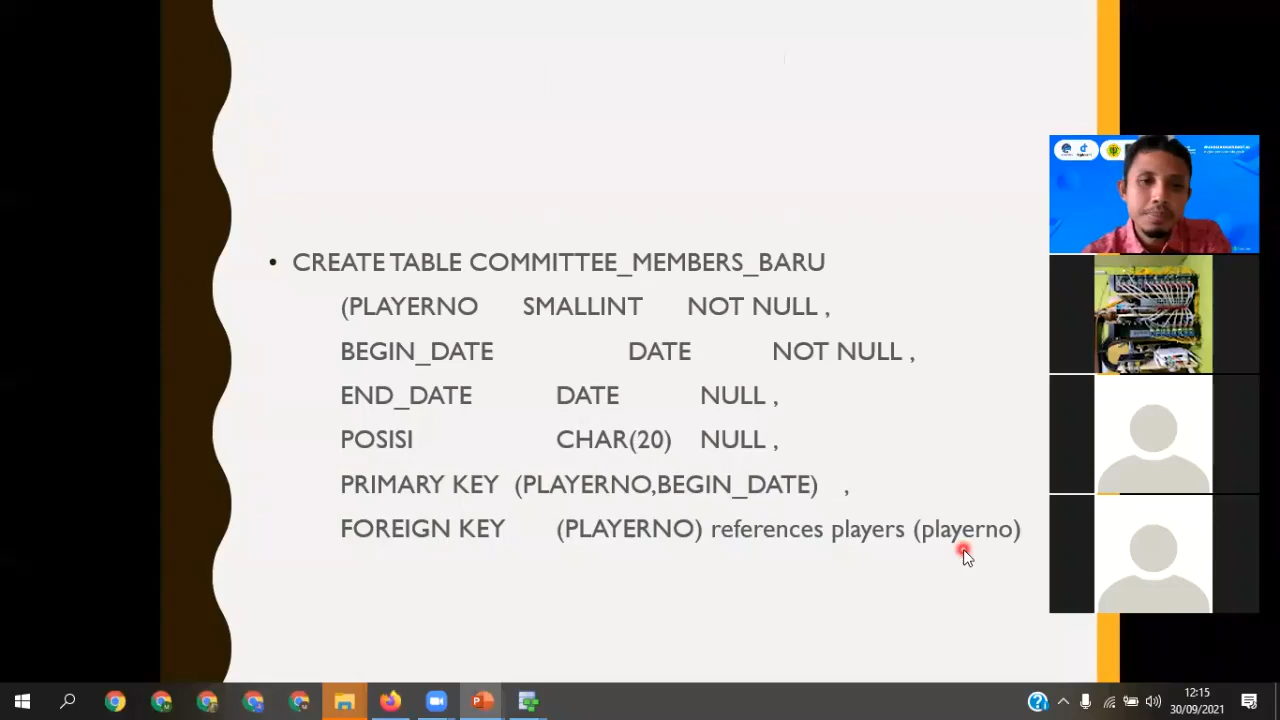 • CREATE TABLE COMMITTEE_MEMBERS_BARU
(PLAYERNO SMALLINT NOT NULL ,
BEGIN_DATE DATE NOT NULL ,
END_DATE DATE NULL ,
POSISI CHAR(20) NULL ,
PRIMARY KEY (PLAYERNO,BEGIN_DATE) ,
FOREIGN KEY (PLAYERNO) references players (playerno)
12:15
30/09/2021